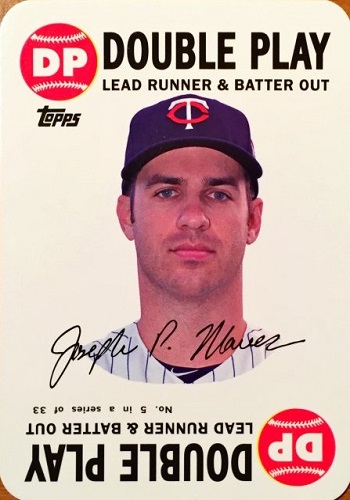 DP
DOUBLE PLAY
LEAD RUNNER & BATTER OUT
Topps
TC
Joseph P. Mauer
No. 5 in a series of 33
LEAD RUNNER & BATTER OUT
DOUBLE PLAY
DP